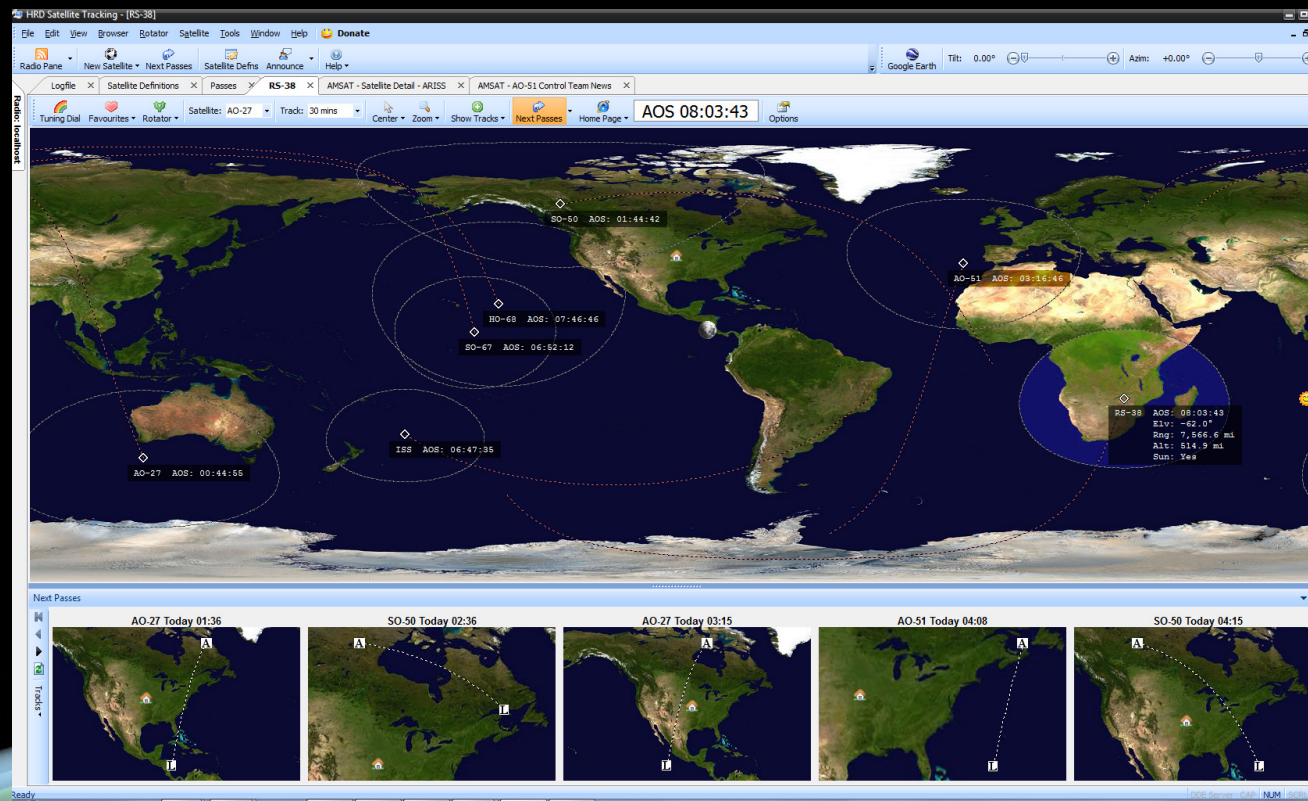 HRD Satellite Tracking - [RS-38]
File Edit View Browser Rotator Satellite Tools Window Help Donate
Radio Pane New Satellite Next Passes Satellite Defns Announce Help Google Earth Tilt: 0.00° Azim: +0.00°
Logfile Satellite Definitions Passes RS-38 AMSAT - Satellite Detail - ARISS AMSAT - AO-51 Control Team News
Radio: localhost
Tuning Dial Favourites Rotator Satellite: AO-27 Track: 30 mins Center Zoom Show Tracks Next Passes Home Page AOS 08:03:43 Options
SO-50 AOS: 01:44:42
AO-51 AOS: 03:16:46
HO-68 AOS: 07:46:46
SO-67 AOS: 06:52:12
RS-38 AOS: 08:03:43
Elv: -62.0°
Rng: 7,566.6 mi
Alt: 514.9 mi
Sun: Yes
ISS AOS: 06:47:35
AO-27 AOS: 00:44:55
Next Passes
AO-27 Today 01:36 SO-50 Today 02:36 AO-27 Today 03:15 AO-51 Today 04:08 SO-50 Today 04:15
A A A A A
Tracks
L L L L L
Ready DDE Server CAP NUM SCRL